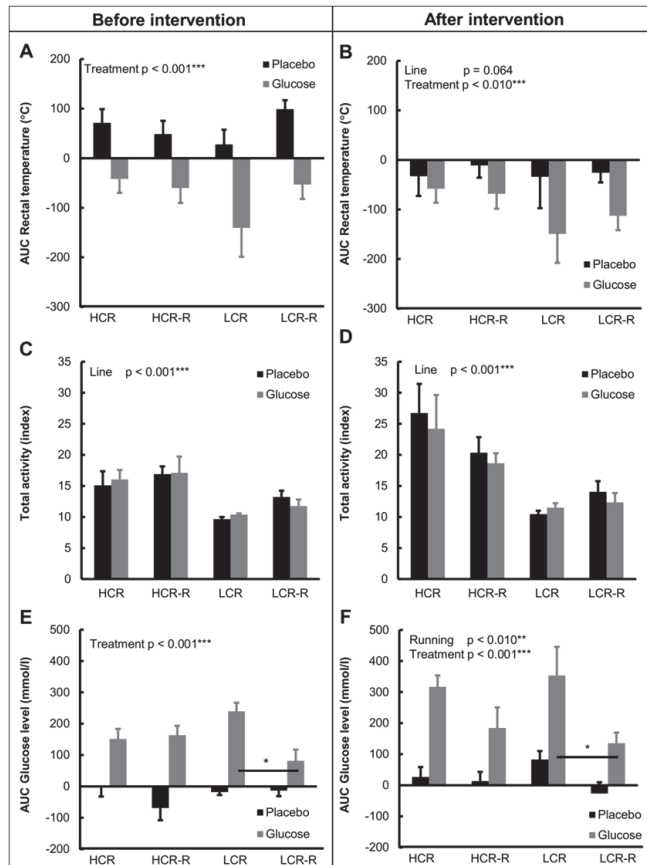 Before intervention
After intervention
A
Treatment p < 0.001***
Placebo
Glucose
AUC Rectal temperature (°C)
200
100
0
-100
-200
-300
HCR
HCR-R
LCR
LCR-R
B
Line p = 0.064
Treatment p < 0.010***
Placebo
Glucose
AUC Rectal temperature (°C)
200
100
0
-100
-200
-300
HCR
HCR-R
LCR
LCR-R
C
Line p < 0.001***
Placebo
Glucose
Total activity (index)
35
30
25
20
15
10
5
0
HCR
HCR-R
LCR
LCR-R
D
Line p < 0.001***
Placebo
Glucose
Total activity (index)
35
30
25
20
15
10
5
0
HCR
HCR-R
LCR
LCR-R
E
Treatment p < 0.001***
*
Placebo
Glucose
AUC Glucose level (mmol/l)
500
400
300
200
100
0
-100
-200
HCR
HCR-R
LCR
LCR-R
F
Running p < 0.010**
Treatment p < 0.001***
*
Placebo
Glucose
AUC Glucose level (mmol/l)
500
400
300
200
100
0
-100
-200
HCR
HCR-R
LCR
LCR-R